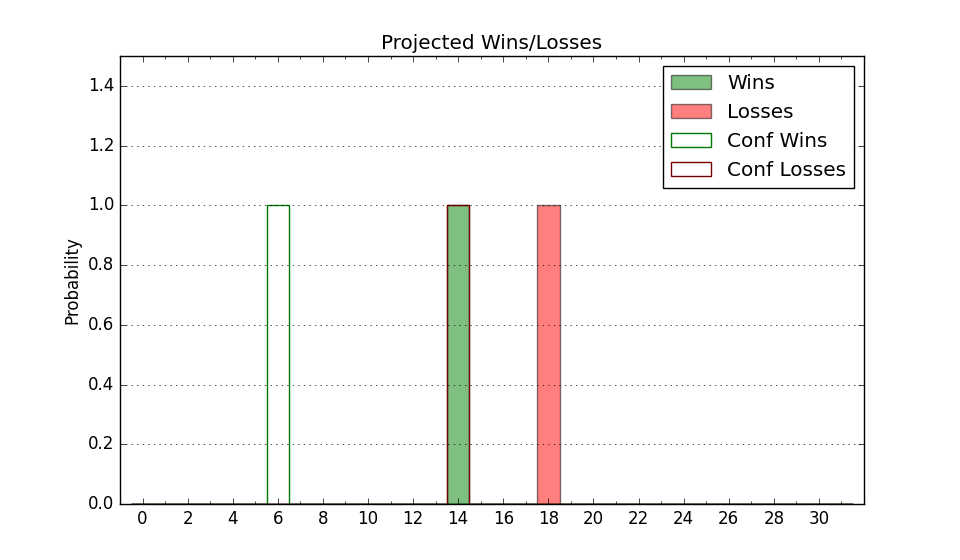 Projected Wins/Losses
Wins
Losses
Conf Wins
Conf Losses
Probability
1.4
1.2
1.0
0.8
0.6
0.4
0.2
0.0
0 2 4 6 8 10 12 14 16 18 20 22 24 26 28 30